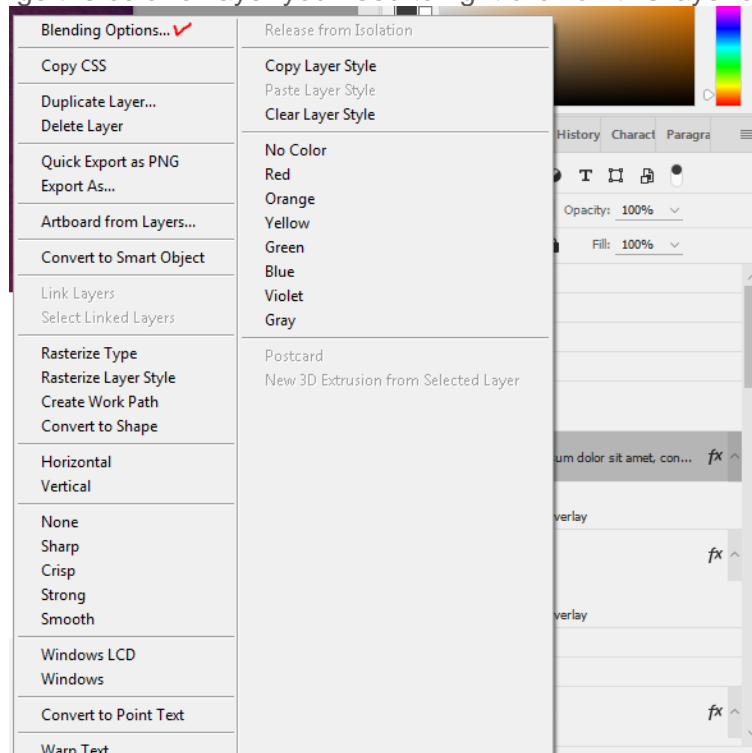 Blending Options...
Copy CSS
Duplicate Layer...
Delete Layer
Quick Export as PNG
Export As...
Artboard from Layers...
Convert to Smart Object
Link Layers
Select Linked Layers
Rasterize Type
Rasterize Layer Style
Create Work Path
Convert to Shape
Horizontal
Vertical
None
Sharp
Crisp
Strong
Smooth
Windows LCD
Windows
Convert to Point Text
Warp Text
Release from Isolation
Copy Layer Style
Paste Layer Style
Clear Layer Style
No Color
Red
Orange
Yellow
Green
Blue
Violet
Gray
Postcard
New 3D Extrusion from Selected Layer
History Charact Paragra
T
Opacity: 100%
Fill: 100%
um dolor sit amet, con... fx
verlay
fx
verlay
fx